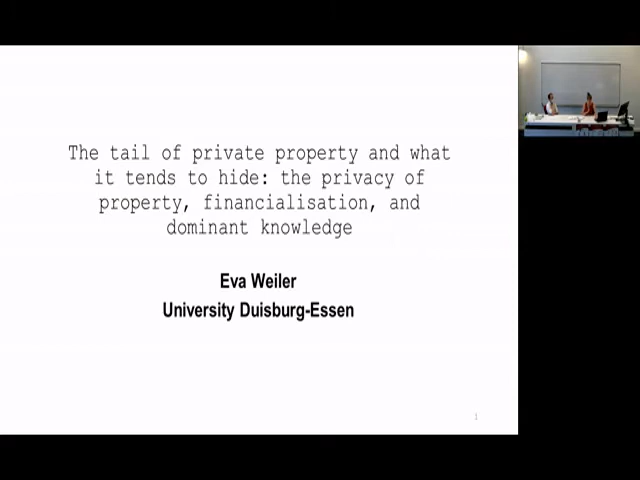 The tail of private property and what
it tends to hide: the privacy of
property, financialisation, and
dominant knowledge
Eva Weiler
University Duisburg-Essen
1